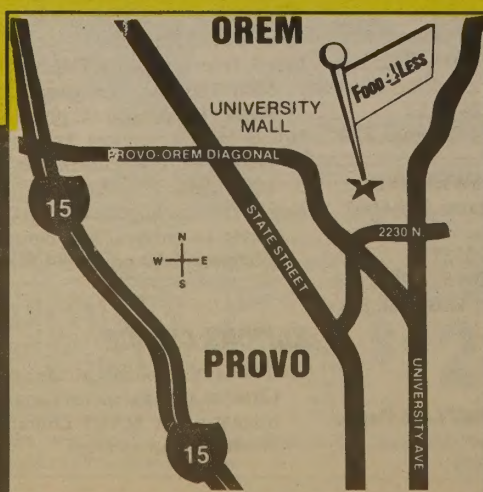 OREM
FOOD 4 LESS
UNIVERSITY
MALL
PROVO-OREM DIAGONAL
15
STATE STREET
2230 N.
N
W E
S
PROVO
UNIVERSITY AVE
15